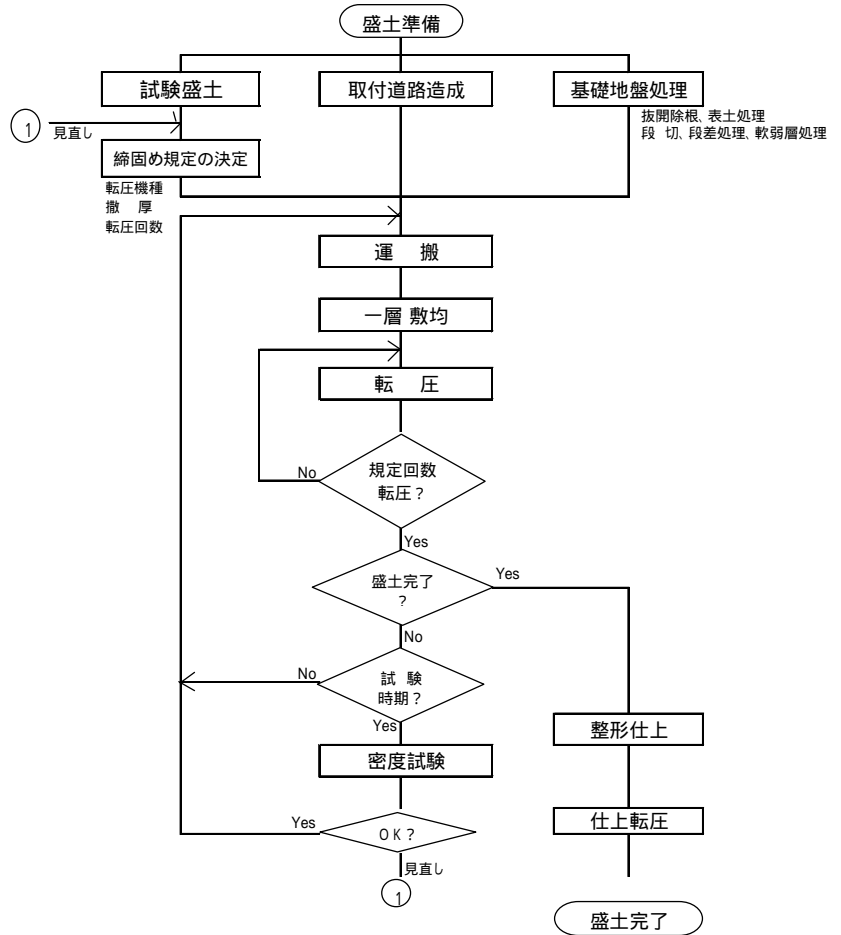 盛土準備
試験盛土
取付道路造成
基礎地盤処理
抜開除根、表土処理
段 切、段差処理、軟弱層処理
1
見直し
締固め規定の決定
転圧機種
撒 厚
転圧回数
運 搬
一層 敷均
転 圧
規定回数
転圧?
No
Yes
盛土完了
?
Yes
No
試 験
時期?
No
Yes
密度試験
整形仕上
仕上転圧
OK?
Yes
見直し
1
盛土完了